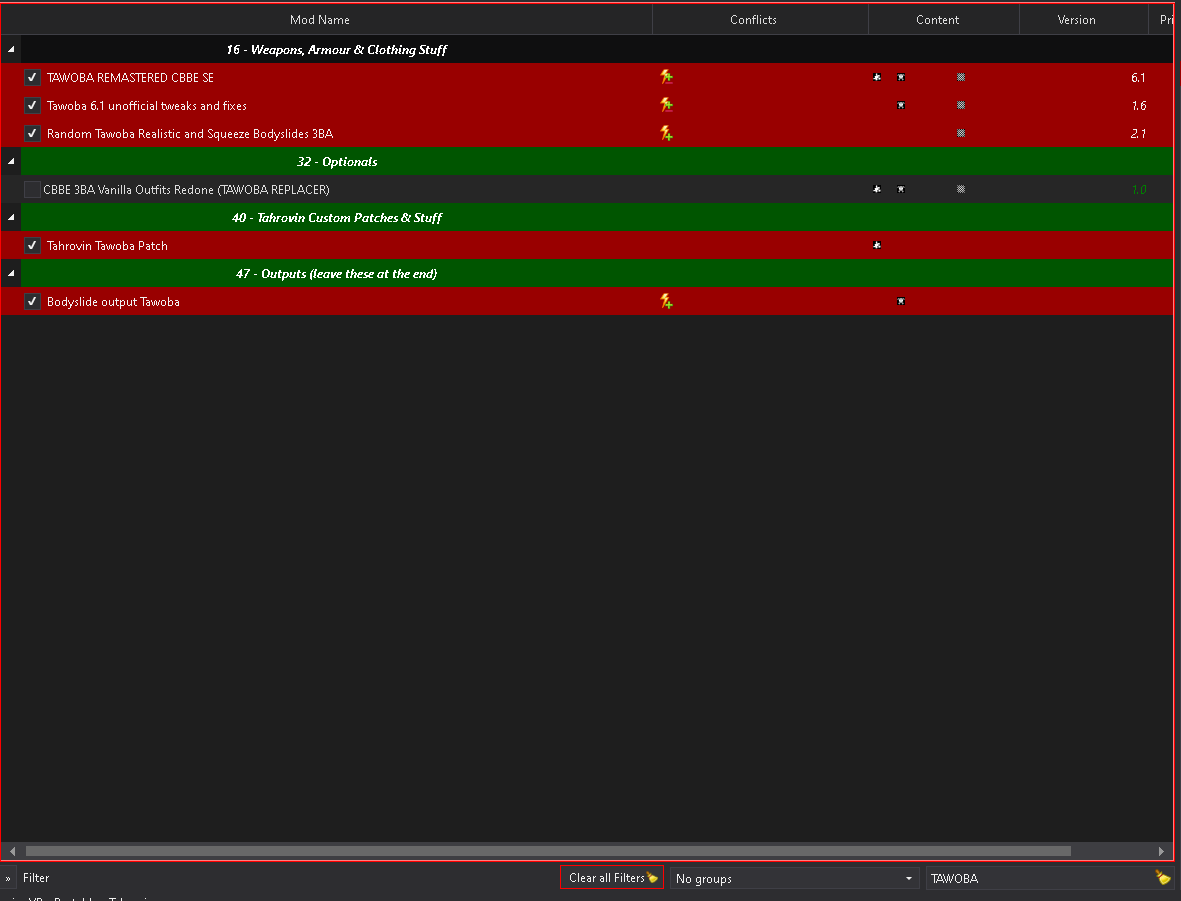 Mod Name Conflicts Content Version Pri
16 - Weapons, Armour & Clothing Stuff
TAWOBA REMASTERED CBBE SE 6.1
Tawoba 6.1 unofficial tweaks and fixes 1.6
Random Tawoba Realistic and Squeeze Bodyslides 3BA 2.1
32 - Optionals
CBBE 3BA Vanilla Outfits Redone (TAWOBA REPLACER) 1.0
40 - Tahrovin Custom Patches & Stuff
Tahrovin Tawoba Patch
47 - Outputs (leave these at the end)
Bodyslide output Tawoba
» Filter Clear all Filters No groups TAWOBA